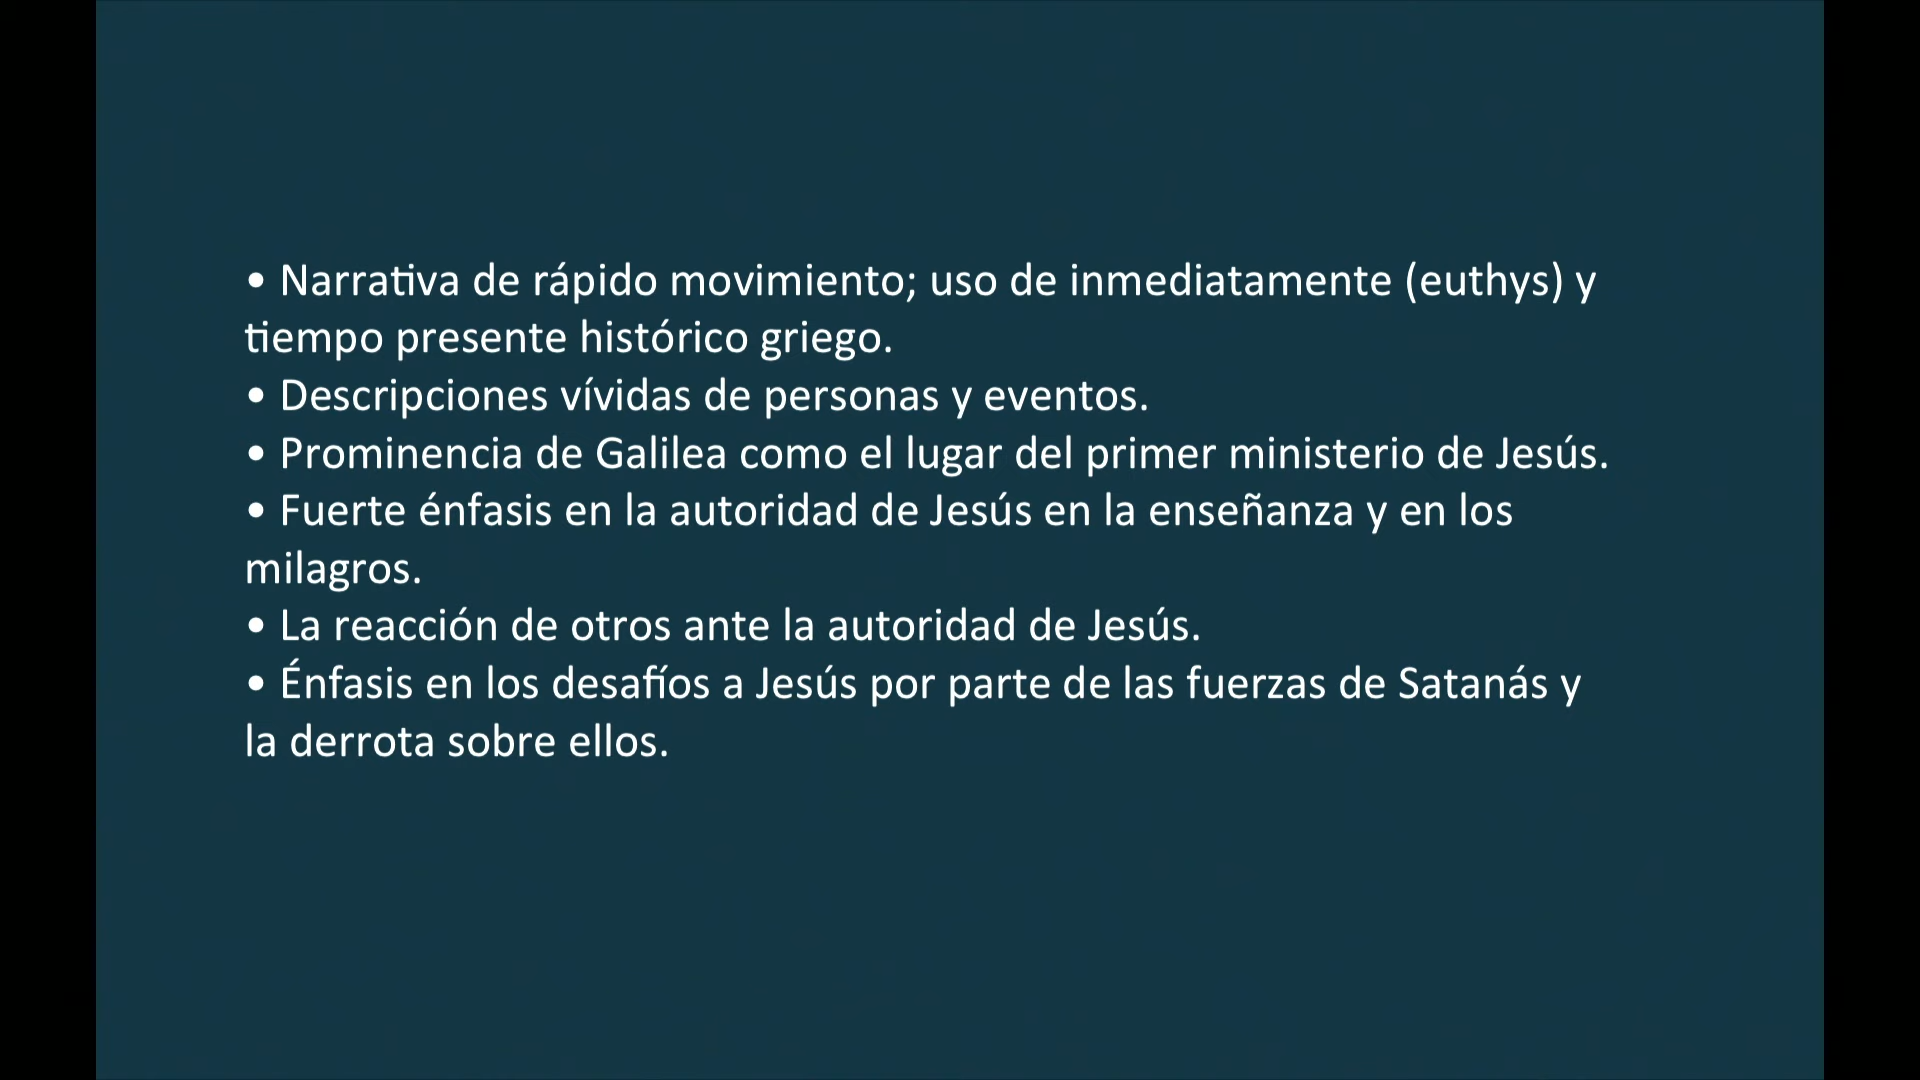 • Narrativa de rápido movimiento; uso de inmediatamente (euthys) y
tiempo presente histórico griego.
• Descripciones vívidas de personas y eventos.
• Prominencia de Galilea como el lugar del primer ministerio de Jesús.
• Fuerte énfasis en la autoridad de Jesús en la enseñanza y en los
milagros.
• La reacción de otros ante la autoridad de Jesús.
• Énfasis en los desafíos a Jesús por parte de las fuerzas de Satanás y
la derrota sobre ellos.